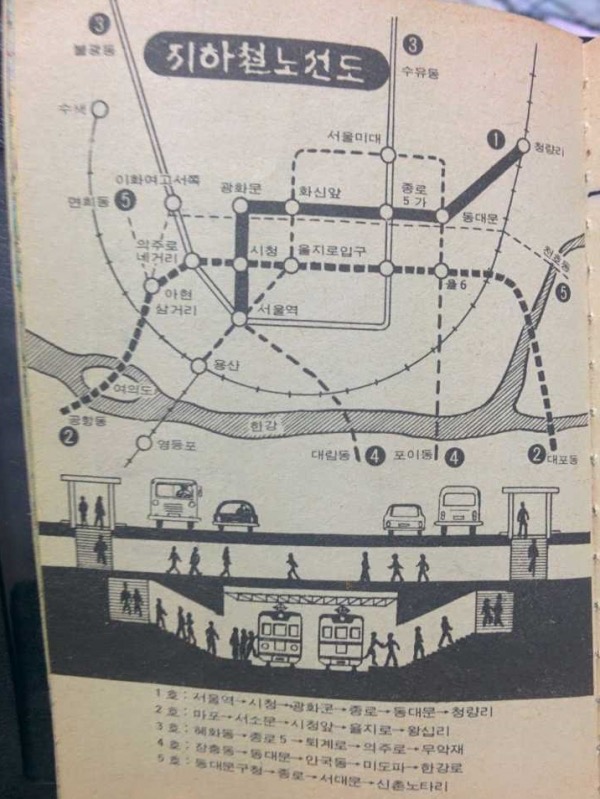 지하철노선도
3
불광동
3
수유동
수색
서울미대
1
청량리
이화여고서쪽
광화문
화신앞
종로
5 가
동대문
면희동
5
의주로
네거리
시청
을지로입구
천호동
을 6
5
아현
삼거리
서울역
용산
여의도
공항동
2
한강
영등포
대림동
4
포이동
4
2
대포동
1 호 : 서울역→시청→광화문→종로→동대문→청량리
2 호 : 마포→서소문→시청앞→을지로→왕십리
3 호 : 혜화동→종로5→퇴계로→의주로→무악재
4 호 : 장충동→동대문→안국동→미도파→한강로
5 호 : 동대문구청→종로→서대문→신촌노타리